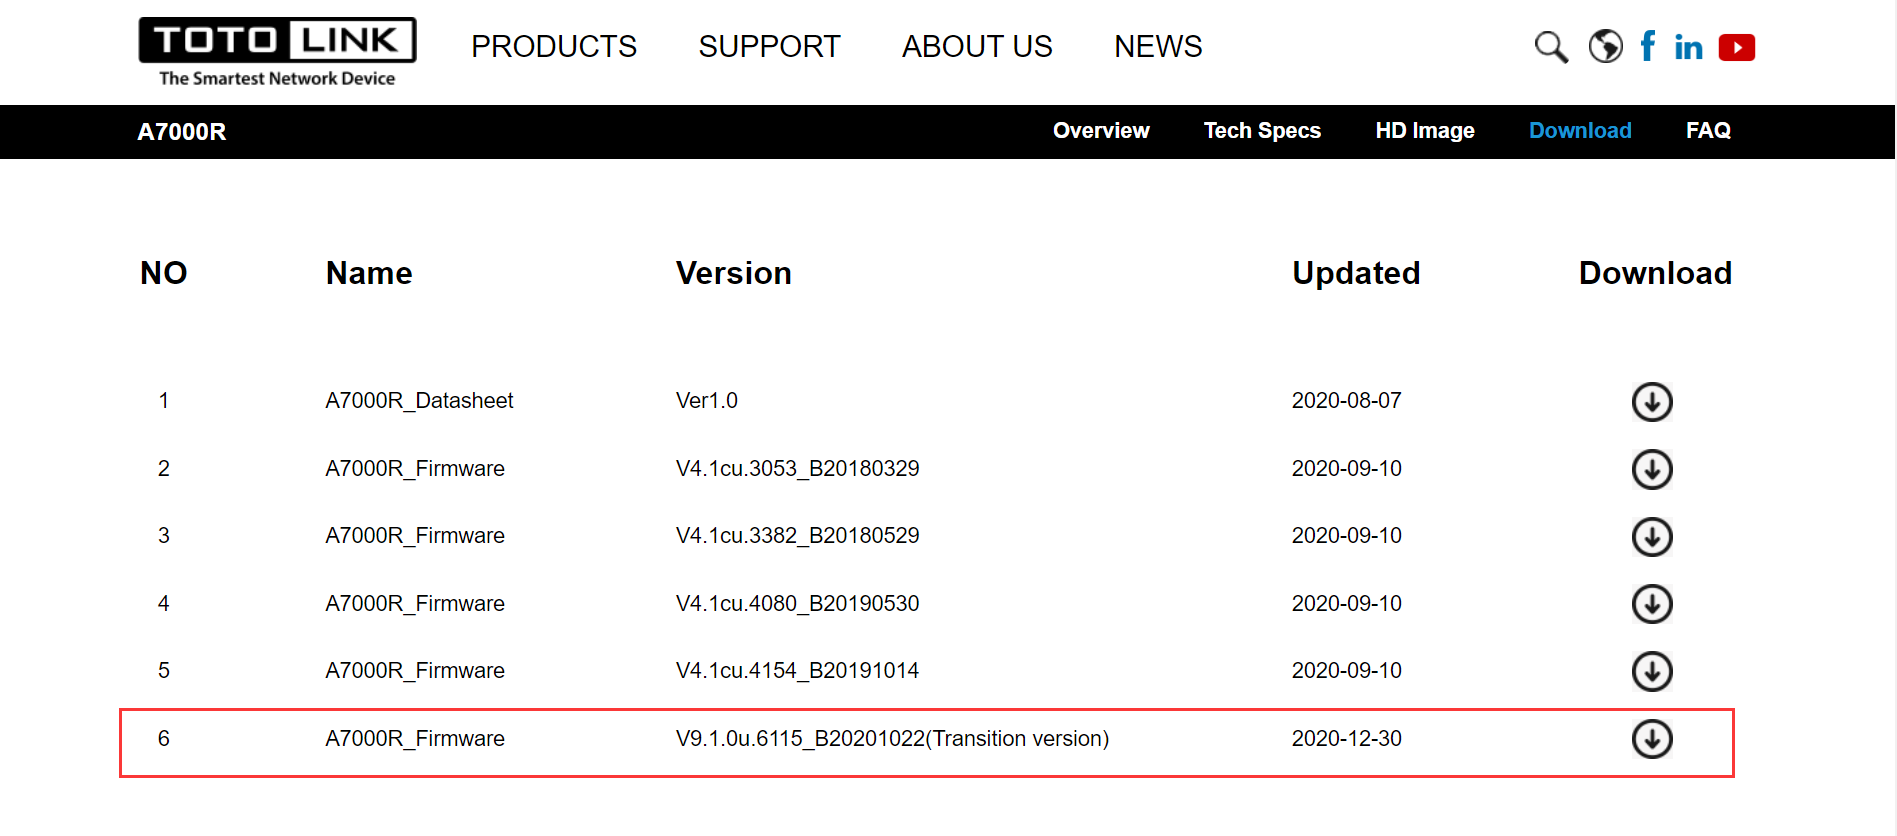 TOTO LINK
The Smartest Network Device
PRODUCTS SUPPORT ABOUT US NEWS
A7000R Overview Tech Specs HD Image Download FAQ
NO Name Version Updated Download
1 A7000R_Datasheet Ver1.0 2020-08-07
2 A7000R_Firmware V4.1cu.3053_B20180329 2020-09-10
3 A7000R_Firmware V4.1cu.3382_B20180529 2020-09-10
4 A7000R_Firmware V4.1cu.4080_B20190530 2020-09-10
5 A7000R_Firmware V4.1cu.4154_B20191014 2020-09-10
6 A7000R_Firmware V9.1.0u.6115_B20201022(Transition version) 2020-12-30